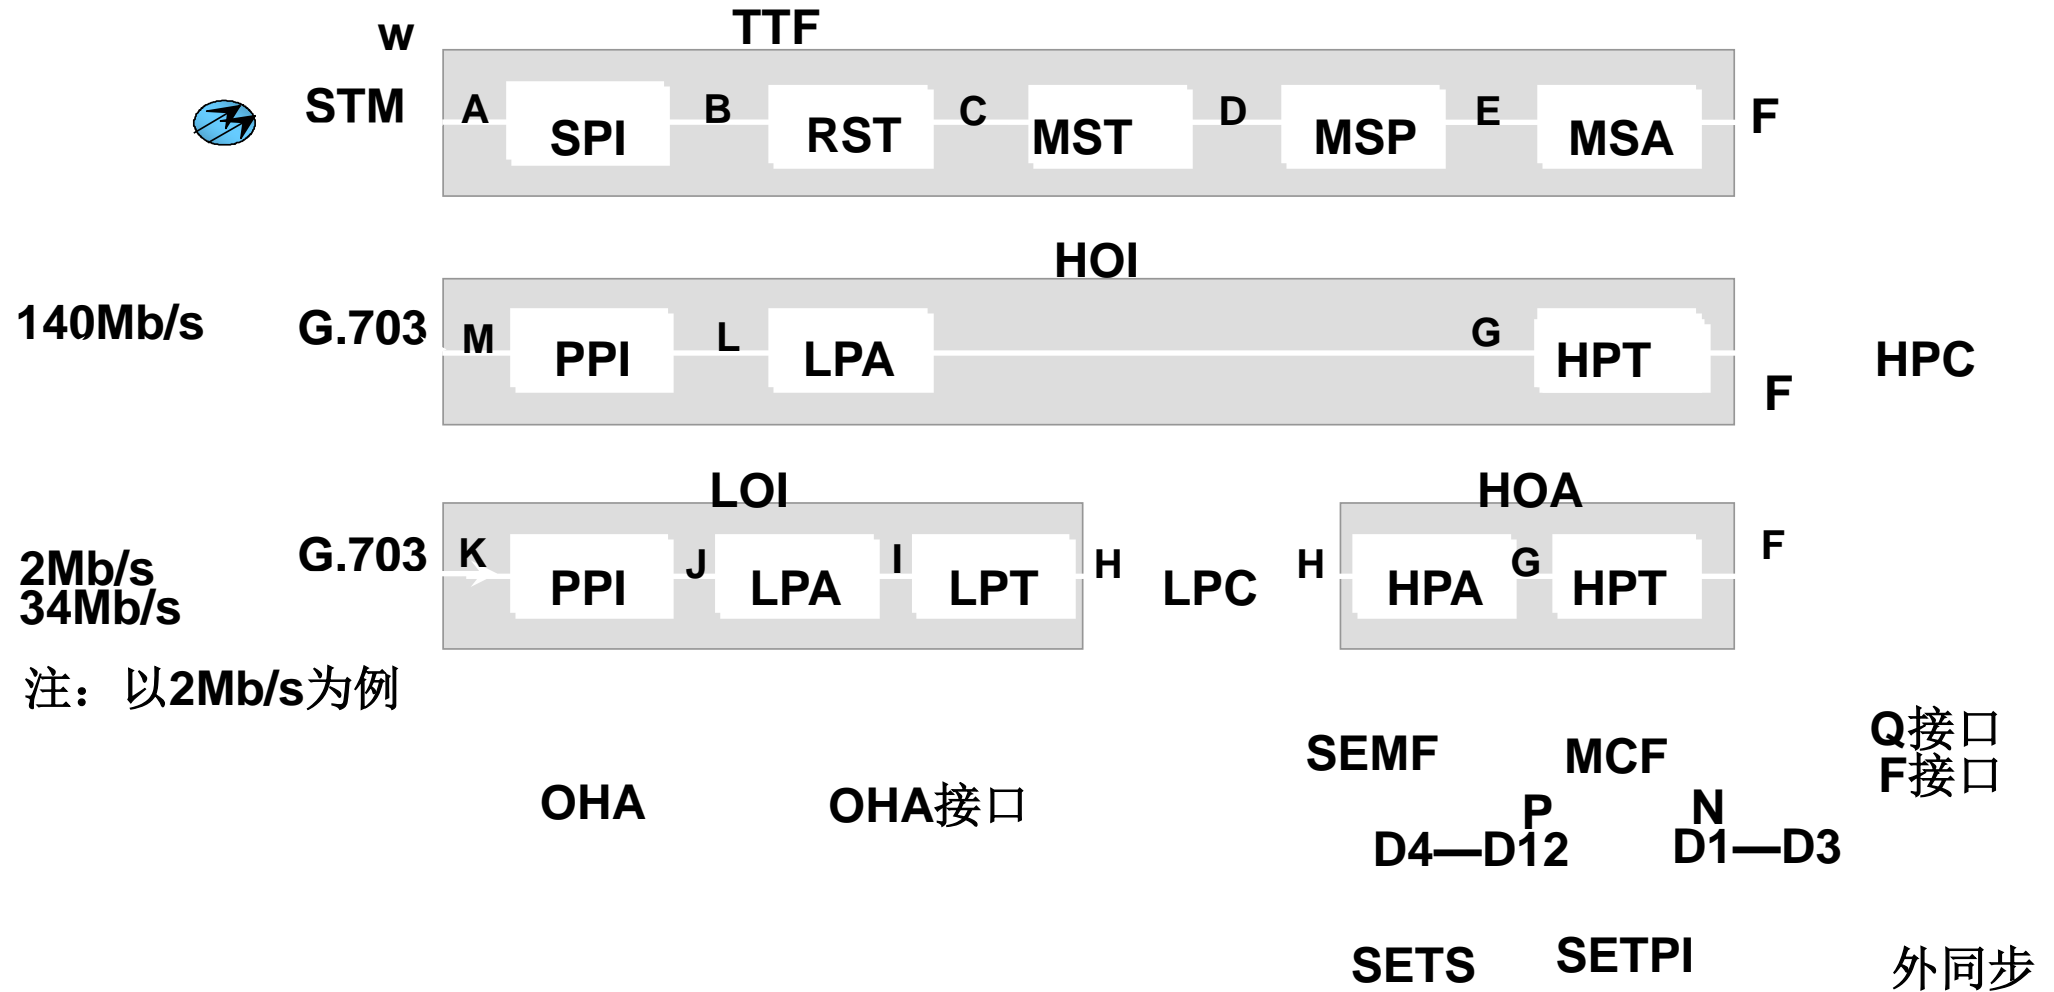 w TTF
STM A SPI B RST C MST D MSP E MSA F
HOI
140Mb/s G.703 M PPI L LPA G HPT F HPC
LOI HOA
2Mb/s G.703 K PPI J LPA I LPT H LPC H HPA G HPT F
34Mb/s
注：以2Mb/s为例
SEMF MCF Q接口
F接口
OHA OHA接口 P N
D4—D12 D1—D3
SETS SETPI 外同步